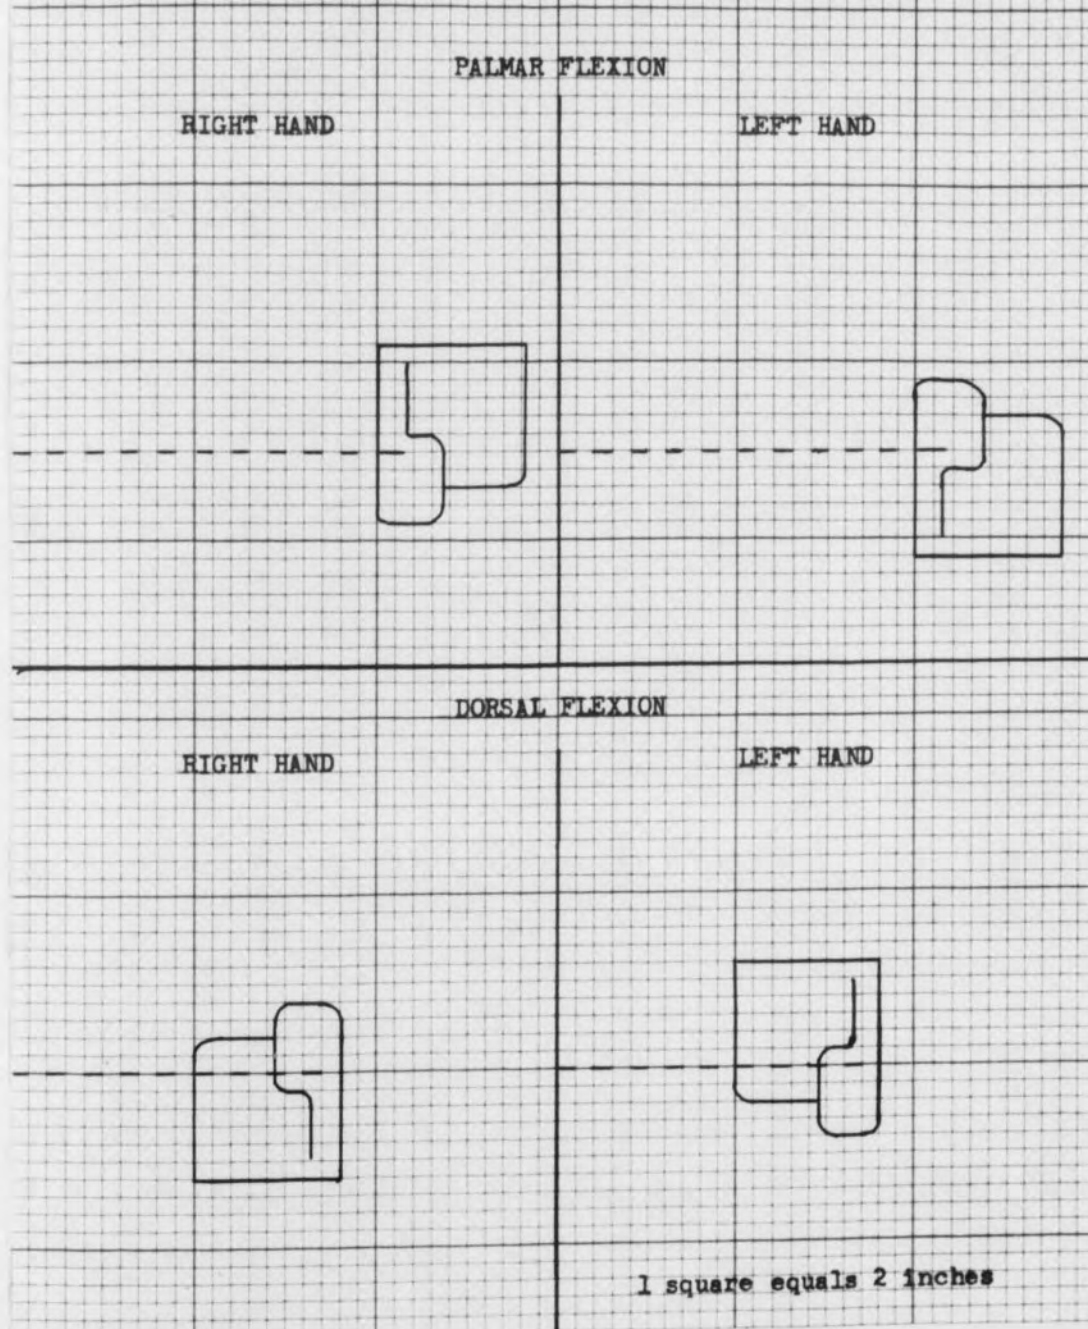 PALMAR FLEXION
RIGHT HAND
LEFT HAND
DORSAL FLEXION
RIGHT HAND
LEFT HAND
1 square equals 2 inches